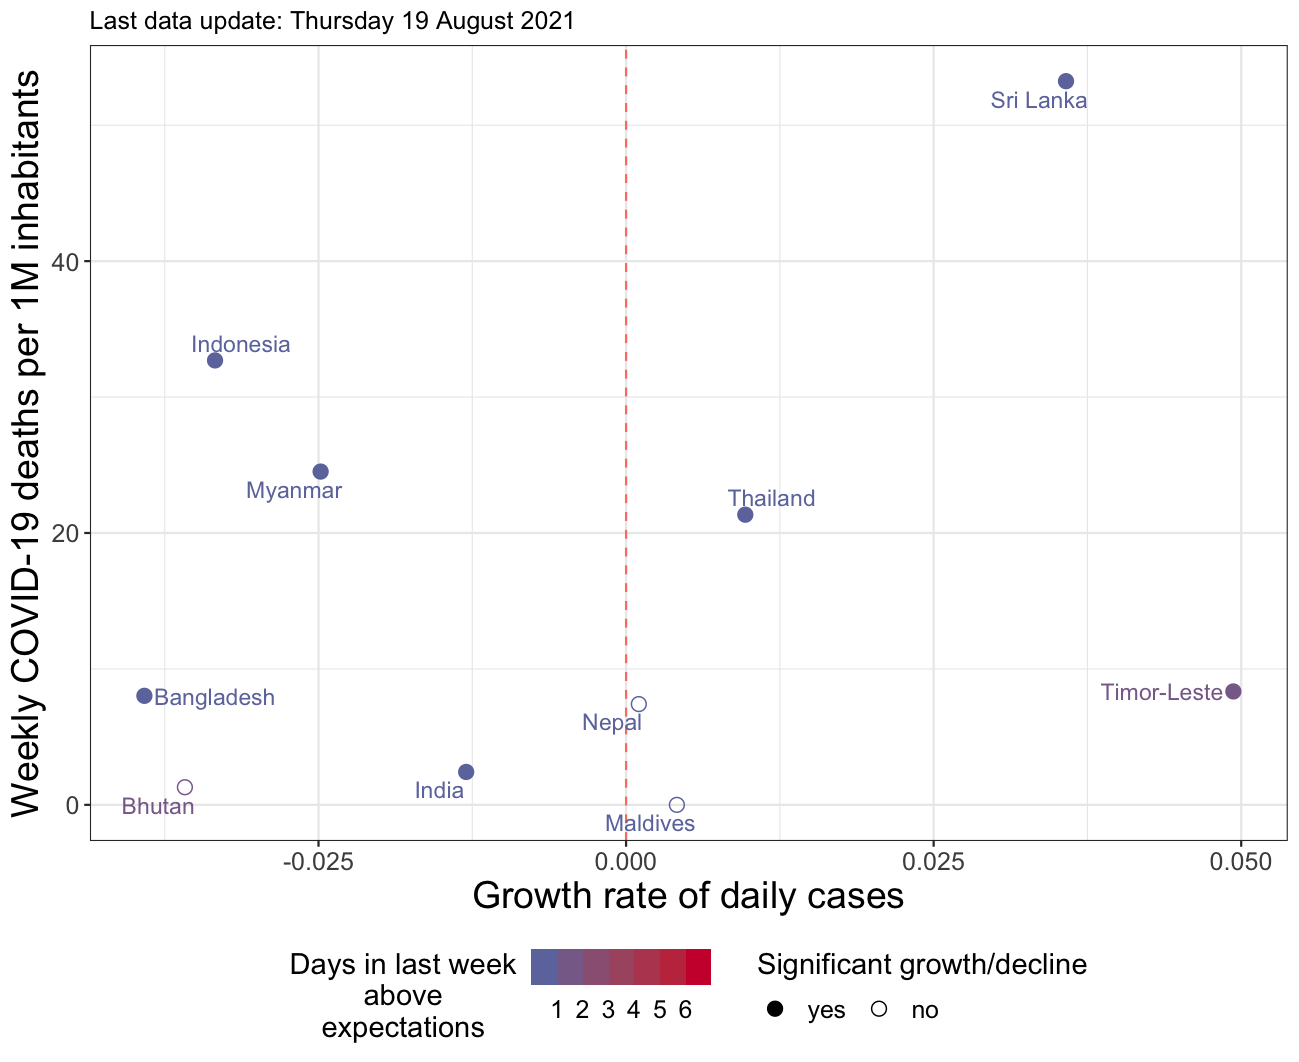 Last data update: Thursday 19 August 2021
Weekly COVID-19 deaths per 1M inhabitants
40
20
0
Sri Lanka
Indonesia
Myanmar
Thailand
Bangladesh
Timor-Leste
Nepal
India
Bhutan
Maldives
-0.025 0.000 0.025 0.050
Growth rate of daily cases
Days in last week
above
expectations
1 2 3 4 5 6
Significant growth/decline
yes no